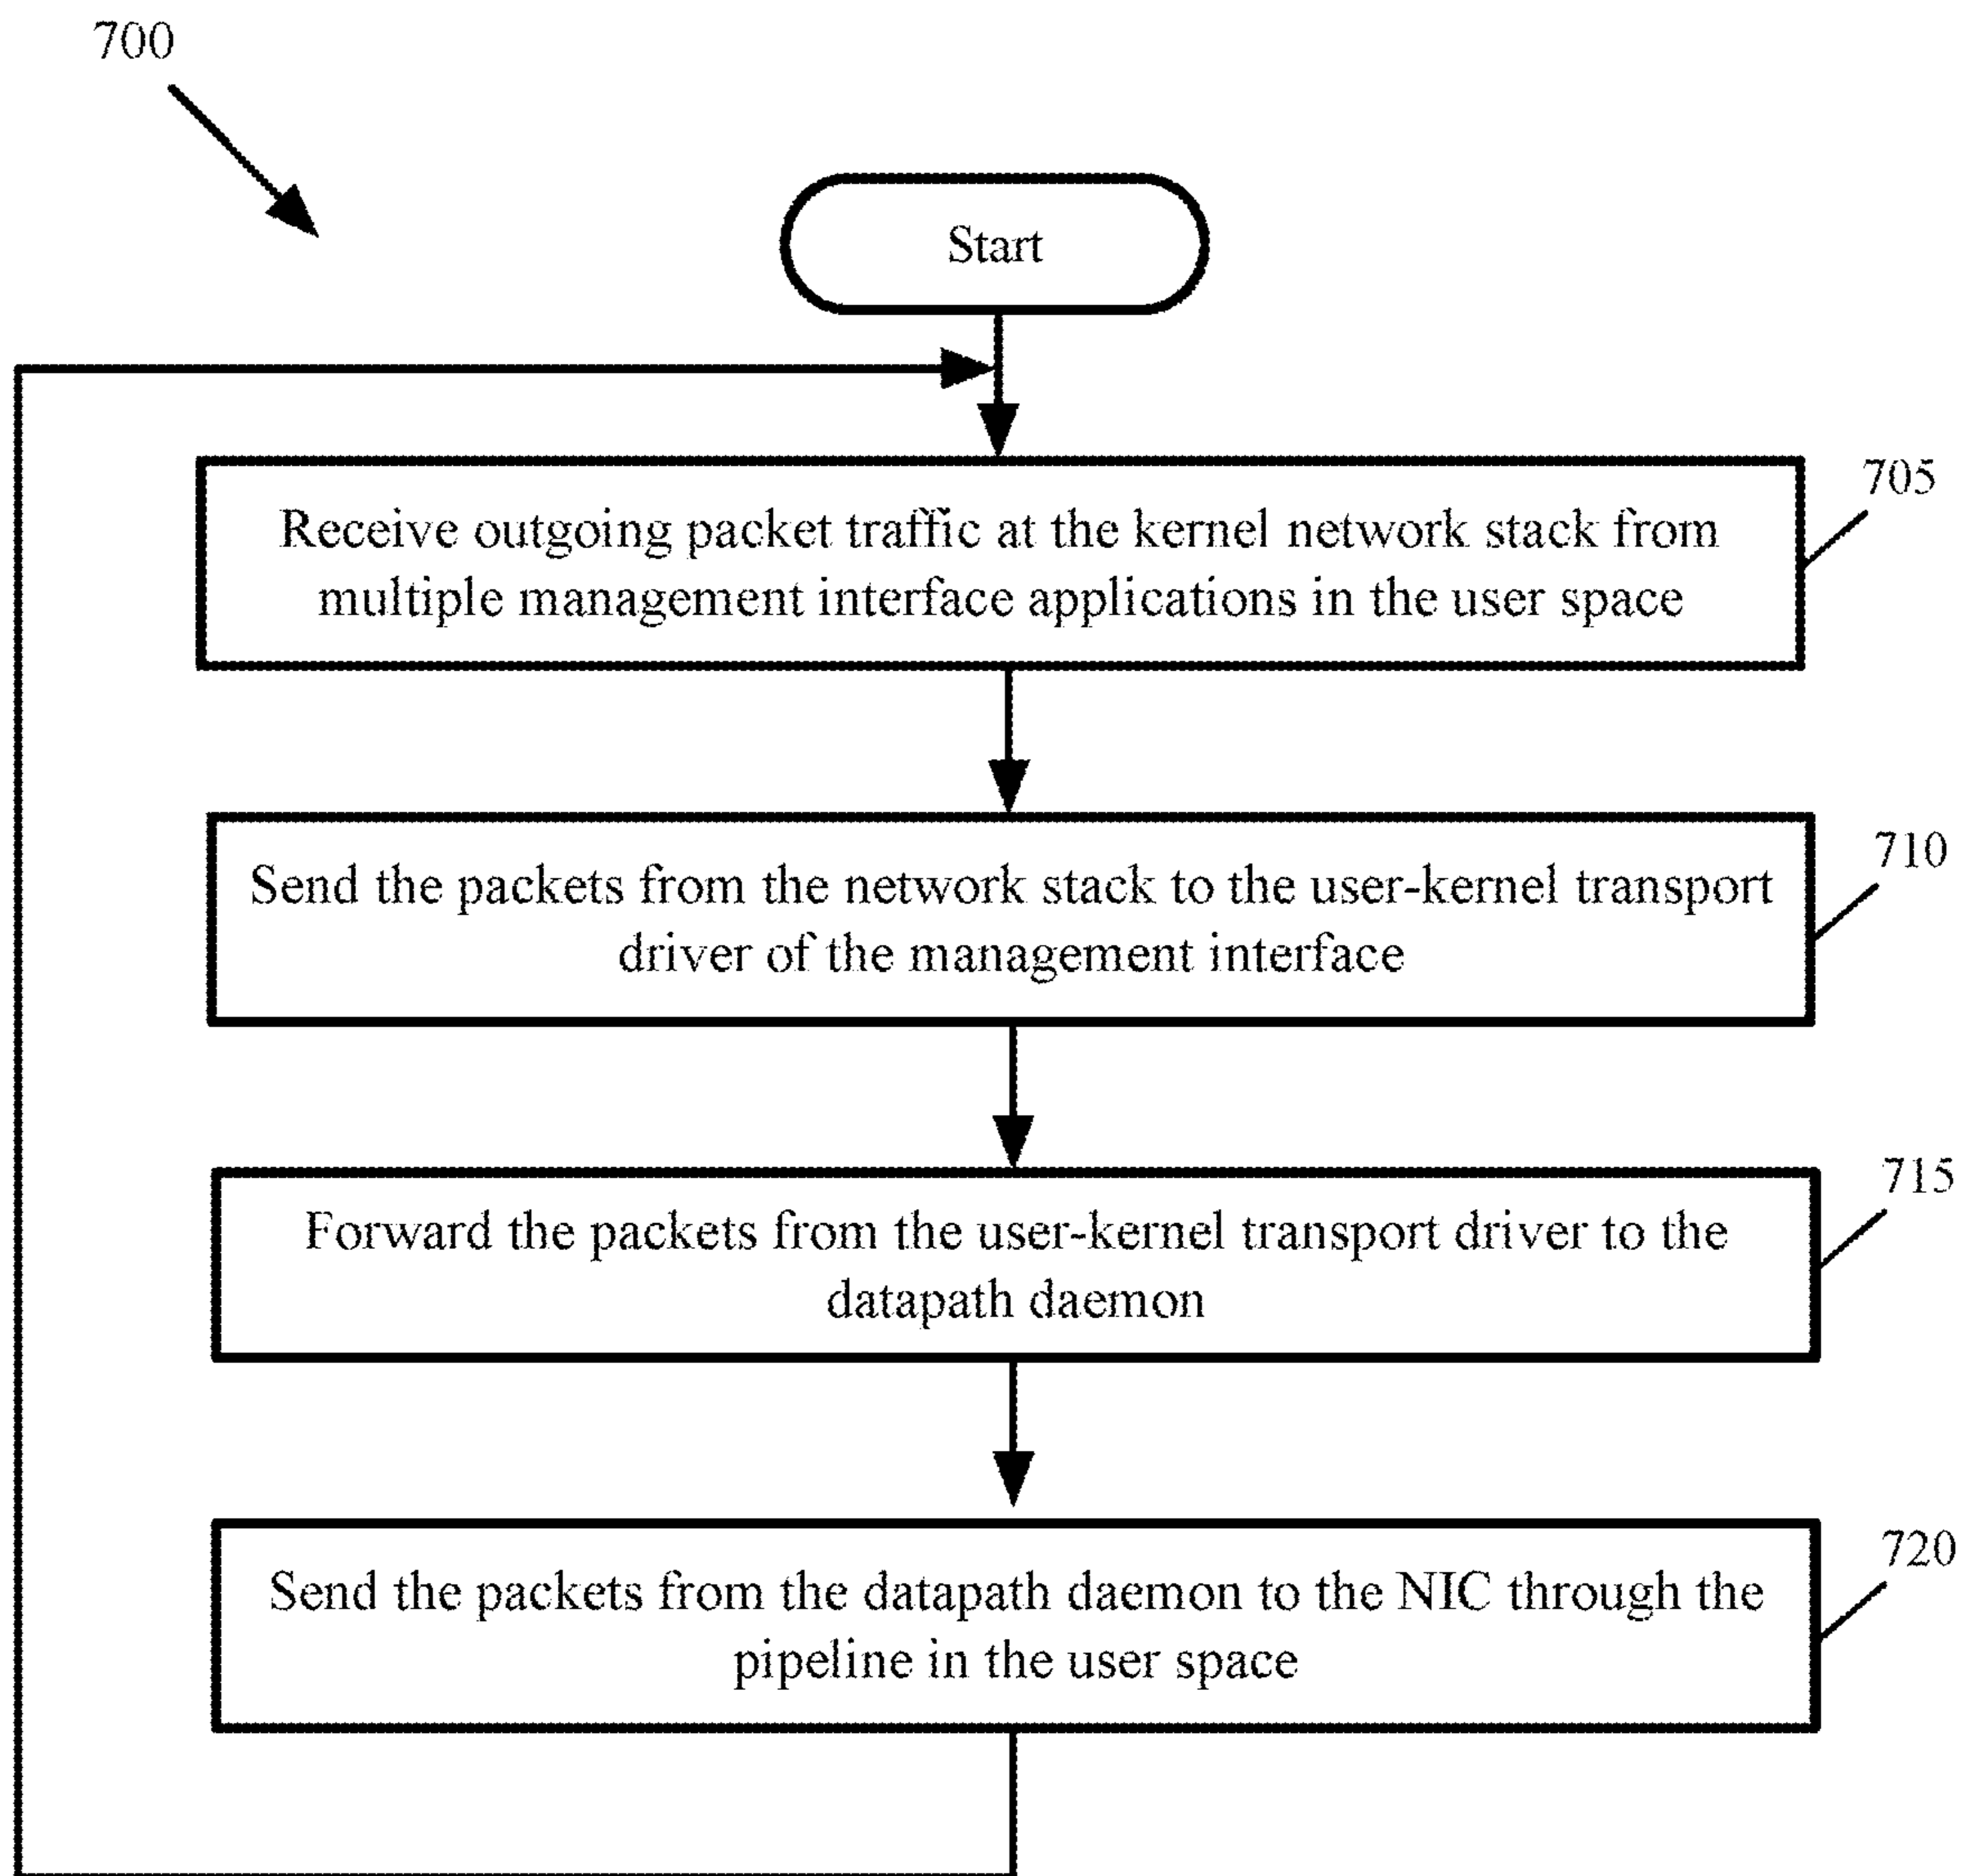 700
Start
705
Receive outgoing packet traffic at the kernel network stack from
multiple management interface applications in the user space
710
Send the packets from the network stack to the user-kernel transport
driver of the management interface
715
Forward the packets from the user-kernel transport driver to the
datapath daemon
720
Send the packets from the datapath daemon to the NIC through the
pipeline in the user space